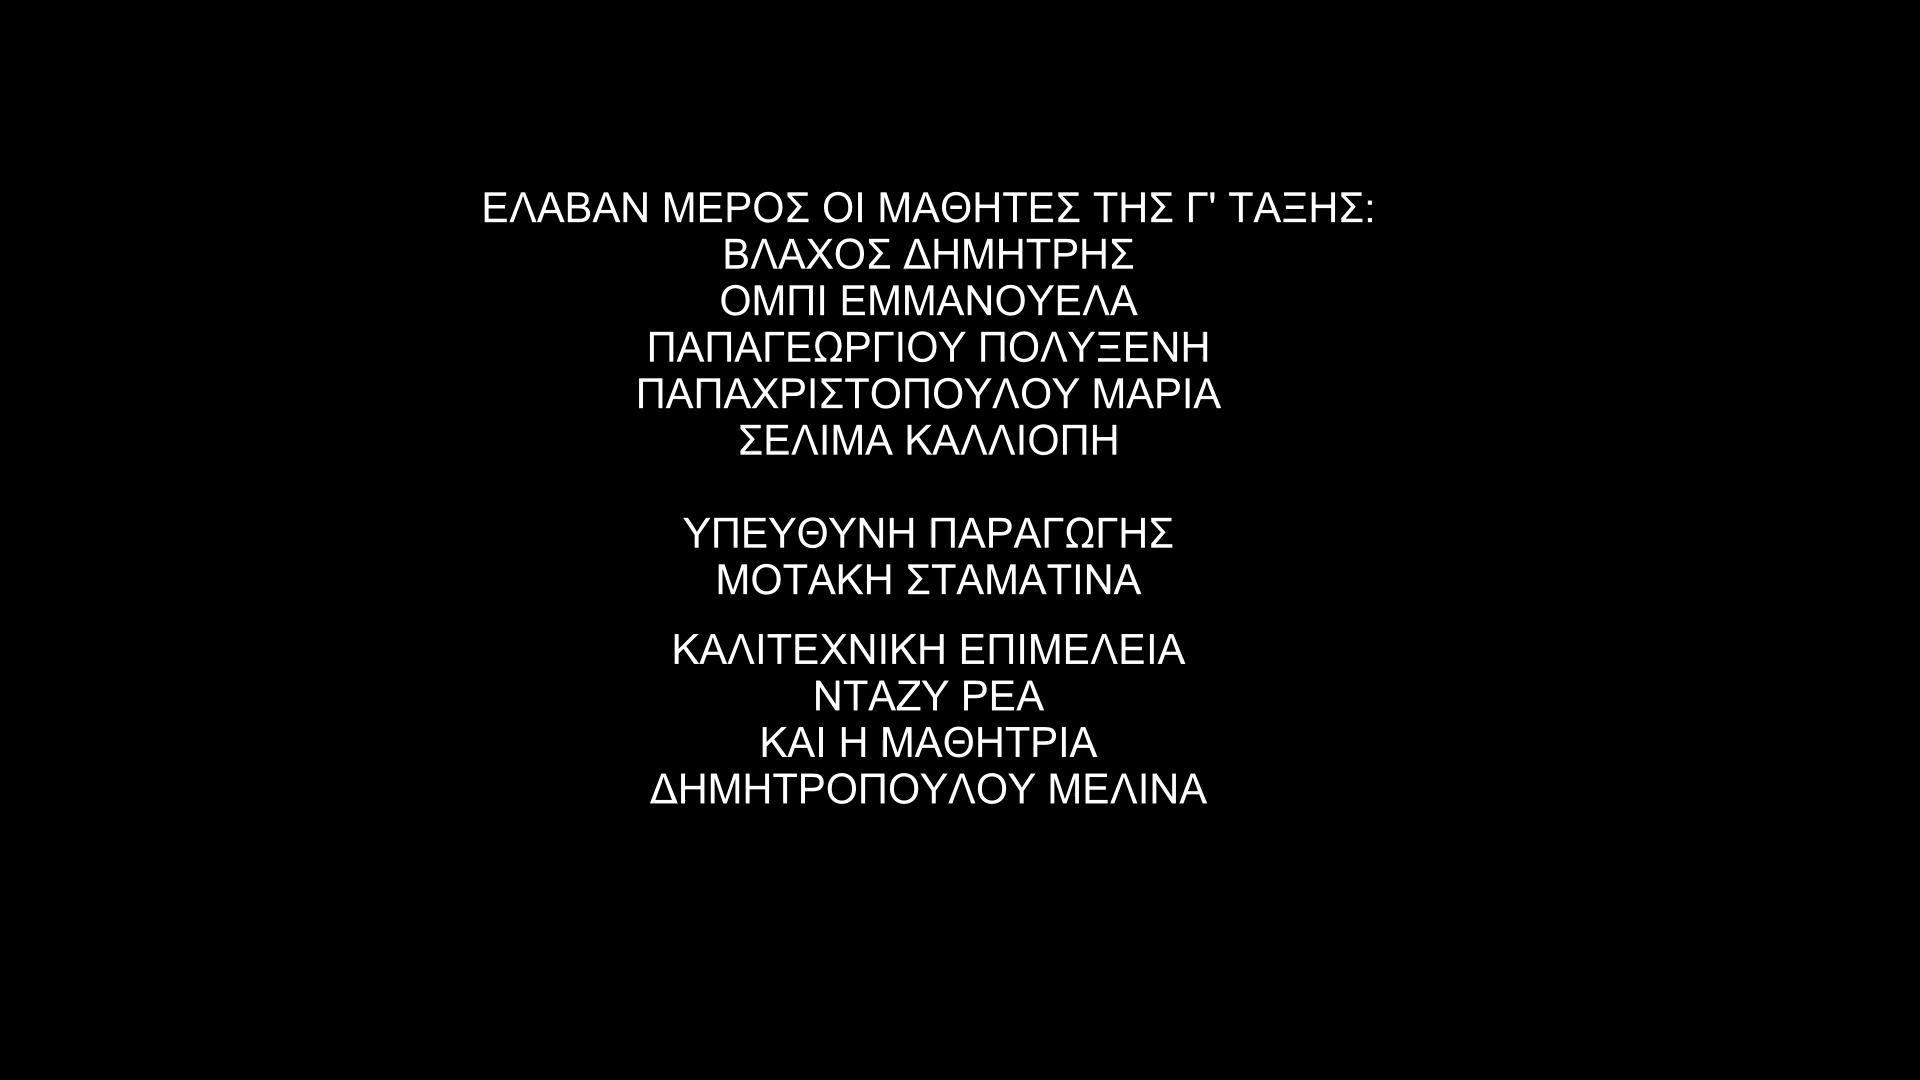 ΕΛΑΒΑΝ ΜΕΡΟΣ ΟΙ ΜΑΘΗΤΕΣ ΤΗΣ Γ' ΤΑΞΗΣ:
ΒΛΑΧΟΣ ΔΗΜΗΤΡΗΣ
ΟΜΠΙ ΕΜΜΑΝΟΥΕΛΑ
ΠΑΠΑΓΕΩΡΓΙΟΥ ΠΟΛΥΞΕΝΗ
ΠΑΠΑΧΡΙΣΤΟΠΟΥΛΟΥ ΜΑΡΙΑ
ΣΕΛΙΜΑ ΚΑΛΛΙΟΠΗ
ΥΠΕΥΘΥΝΗ ΠΑΡΑΓΩΓΗΣ
ΜΟΤΑΚΗ ΣΤΑΜΑΤΙΝΑ
ΚΑΛΙΤΕΧΝΙΚΗ ΕΠΙΜΕΛΕΙΑ
ΝΤΑΖΥ ΡΕΑ
ΚΑΙ Η ΜΑΘΗΤΡΙΑ
ΔΗΜΗΤΡΟΠΟΥΛΟΥ ΜΕΛΙΝΑ